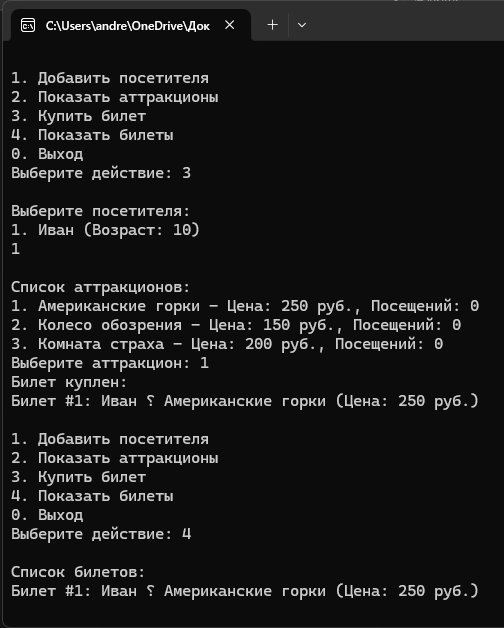 C:\Users\andre\OneDrive\Док
1. Добавить посетителя
2. Показать аттракционы
3. Купить билет
4. Показать билеты
0. Выход
Выберите действие: 3
Выберите посетителя:
1. Иван (Возраст: 10)
1
Список аттракционов:
1. Американские горки – Цена: 250 руб., Посещений: 0
2. Колесо обозрения – Цена: 150 руб., Посещений: 0
3. Комната страха – Цена: 200 руб., Посещений: 0
Выберите аттракцион: 1
Билет куплен:
Билет #1: Иван ⸮ Американские горки (Цена: 250 руб.)
1. Добавить посетителя
2. Показать аттракционы
3. Купить билет
4. Показать билеты
0. Выход
Выберите действие: 4
Список билетов:
Билет #1: Иван ⸮ Американские горки (Цена: 250 руб.)